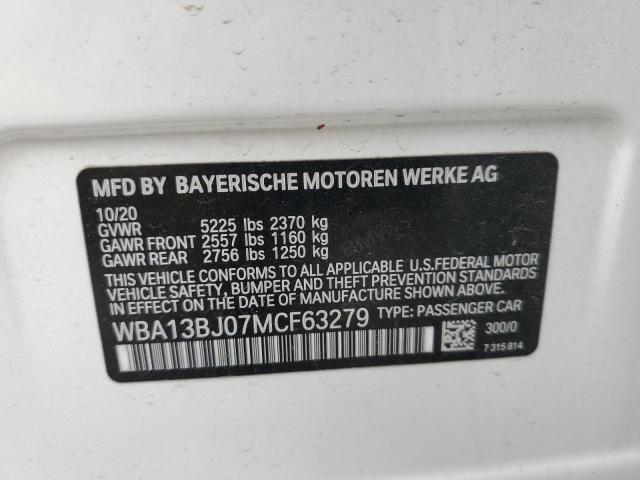 MFD BY BAYERISCHE MOTOREN WERKE AG
10/20
GVWR 5225 lbs 2370 kg
GAWR FRONT 2557 lbs 1160 kg
GAWR REAR 2756 lbs 1250 kg
THIS VEHICLE CONFORMS TO ALL APPLICABLE U.S.FEDERAL MOTOR
VEHICLE SAFETY, BUMPER AND THEFT PREVENTION STANDARDS
IN EFFECT ON THE DATE OF MANUFACTURE SHOWN ABOVE.
WBA13BJ07MCF63279 TYPE: PASSENGER CAR
300/0
7 315 814